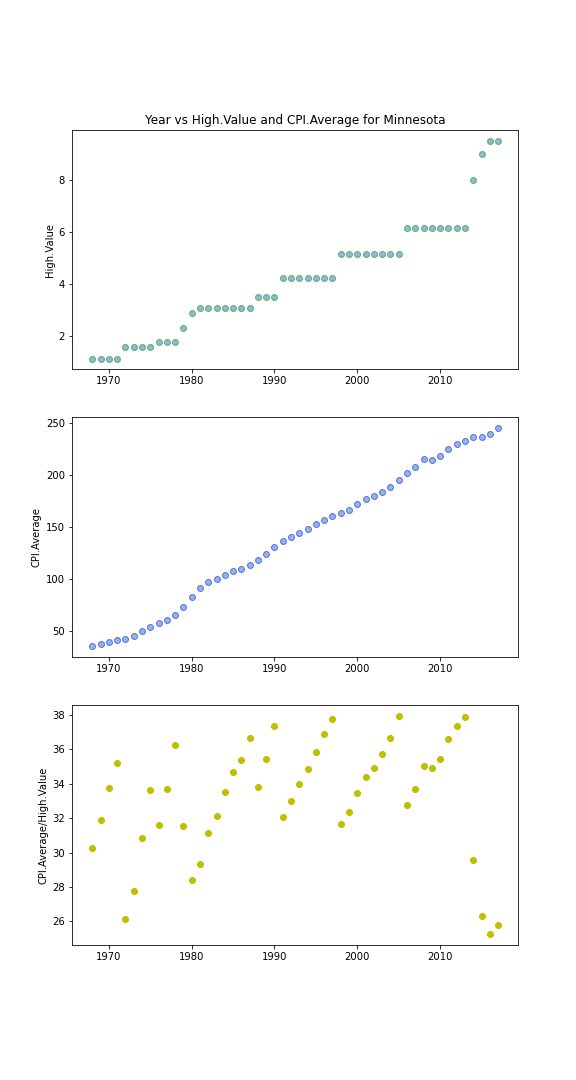 Year vs High.Value and CPI.Average for Minnesota
High.Value
8
6
4
2
1970 1980 1990 2000 2010
CPI.Average
250
200
150
100
50
1970 1980 1990 2000 2010
CPI.Average/High.Value
38
36
34
32
30
28
26
1970 1980 1990 2000 2010